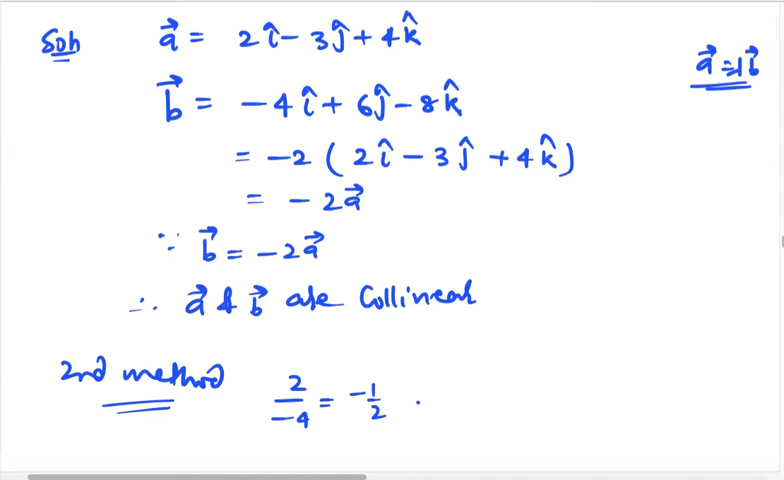 Soln a⃗ = 2î - 3ĵ + 4k̂
a⃗ = λb⃗
b⃗ = -4î + 6ĵ - 8k̂
= -2 ( 2î - 3ĵ + 4k̂ )
= - 2a⃗
∵ b⃗ = -2a⃗
∴ a⃗ & b⃗ are Collinear
2nd method 2/-4 = -1/2 .